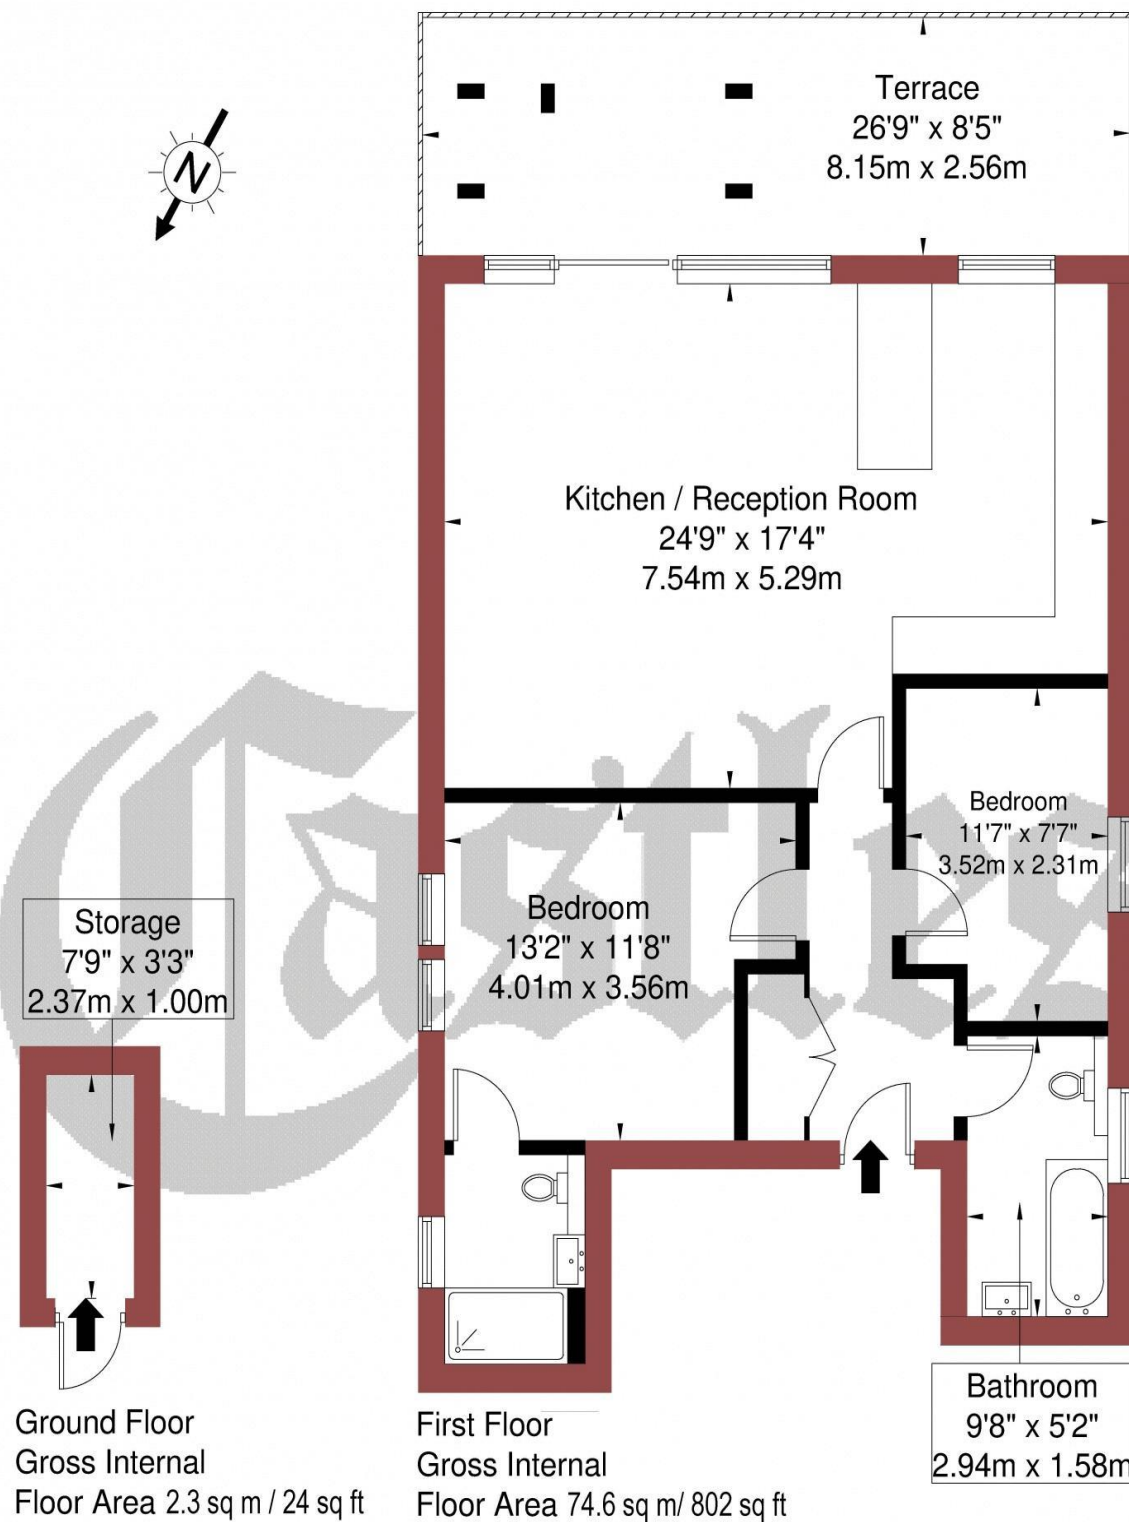 Terrace
26'9" x 8'5"
8.15m x 2.56m
N
Kitchen / Reception Room
24'9" x 17'4"
7.54m x 5.29m
Bedroom
11'7" x 7'7"
3.52m x 2.31m
Bedroom
13'2" x 11'8"
4.01m x 3.56m
Storage
7'9" x 3'3"
2.37m x 1.00m
Castles
Bathroom
9'8" x 5'2"
2.94m x 1.58m
Ground Floor
Gross Internal
Floor Area 2.3 sq m / 24 sq ft
First Floor
Gross Internal
Floor Area 74.6 sq m/ 802 sq ft